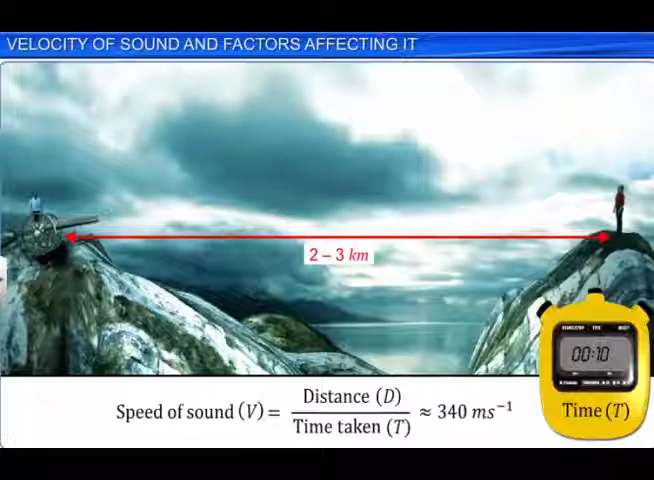 VELOCITY OF SOUND AND FACTORS AFFECTING IT
2 – 3 km
00:10
Speed of sound (V) = Distance (D) / Time taken (T) ≈ 340 ms⁻¹
Time (T)